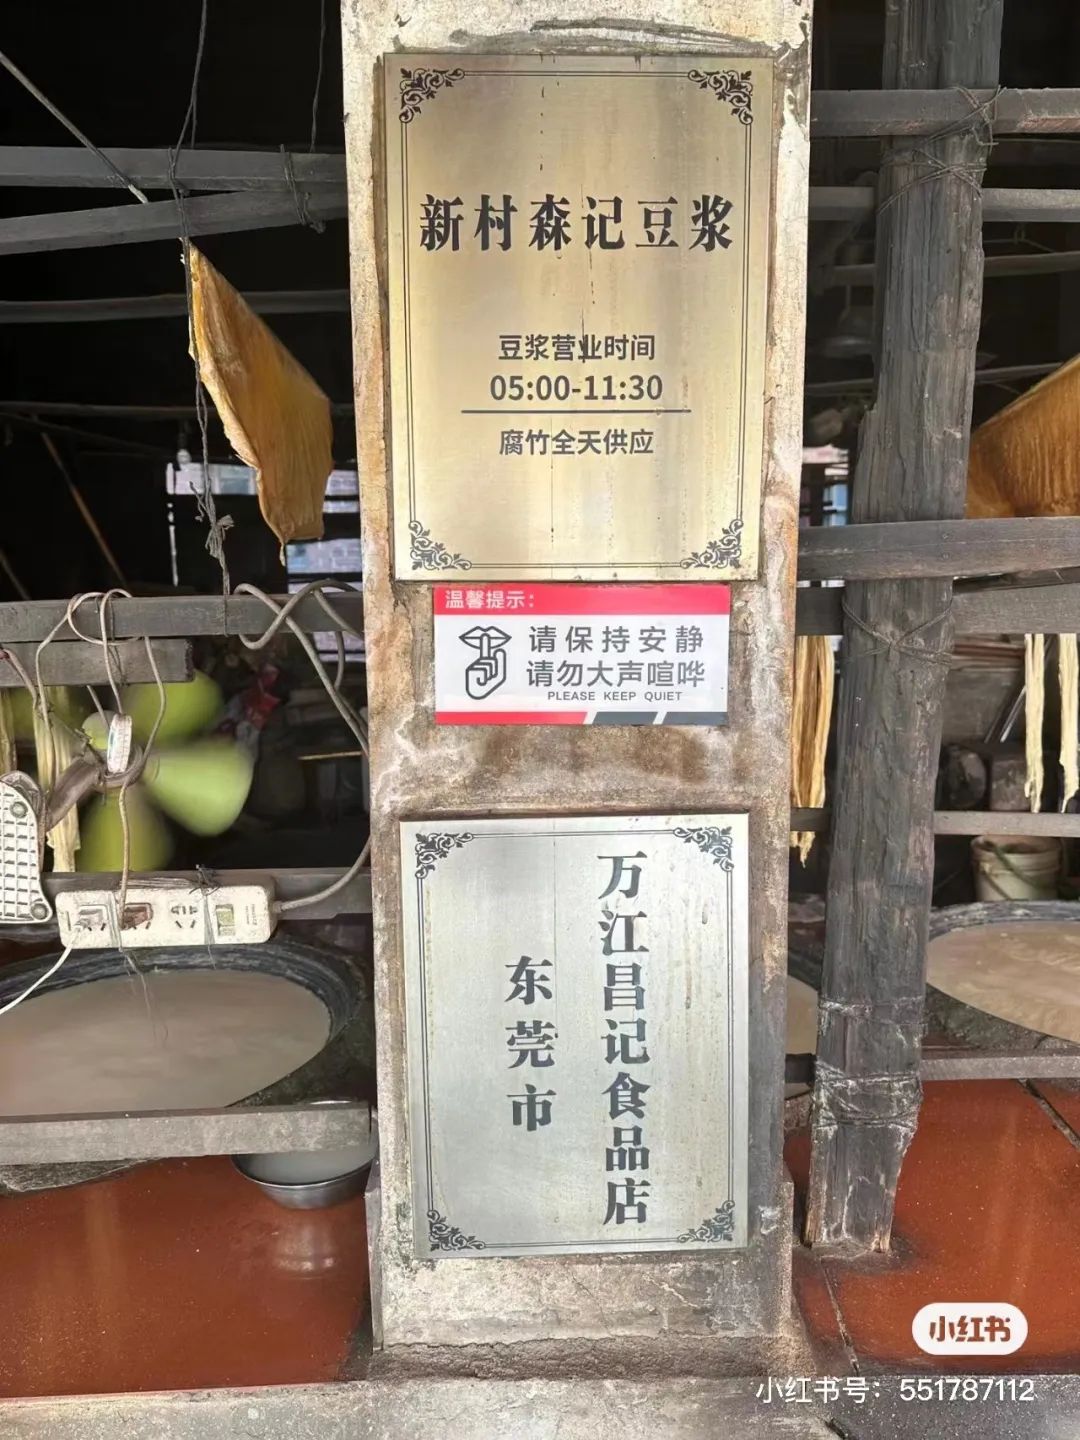 新村森记豆浆
豆浆营业时间
05:00-11:30
腐竹全天供应
温馨提示：
请保持安静
请勿大声喧哗
PLEASE KEEP QUIET
东莞市
万江昌记食品店
小红书
小红书号：551787112